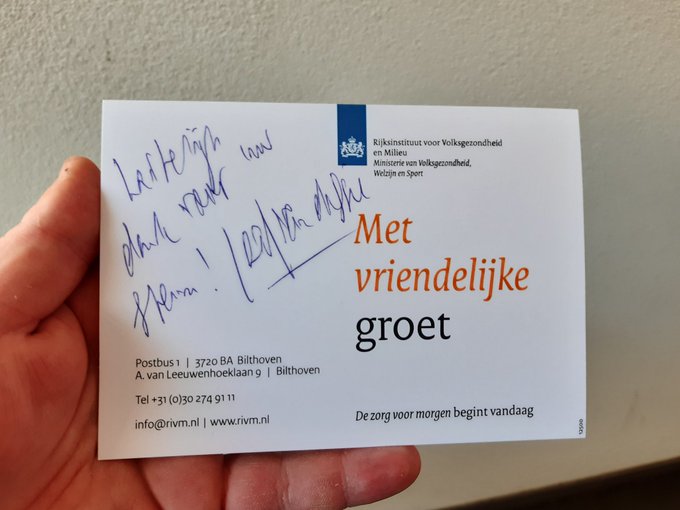 Hartelijk
dank voor uw
steun!
Rijksinstituut voor Volksgezondheid
en Milieu
Ministerie van Volksgezondheid,
Welzijn en Sport
Met
vriendelijke
groet
Postbus 1 | 3720 BA Bilthoven
A. van Leeuwenhoeklaan 9 | Bilthoven
Tel +31 (0)30 274 91 11
info@rivm.nl | www.rivm.nl
De zorg voor morgen begint vandaag